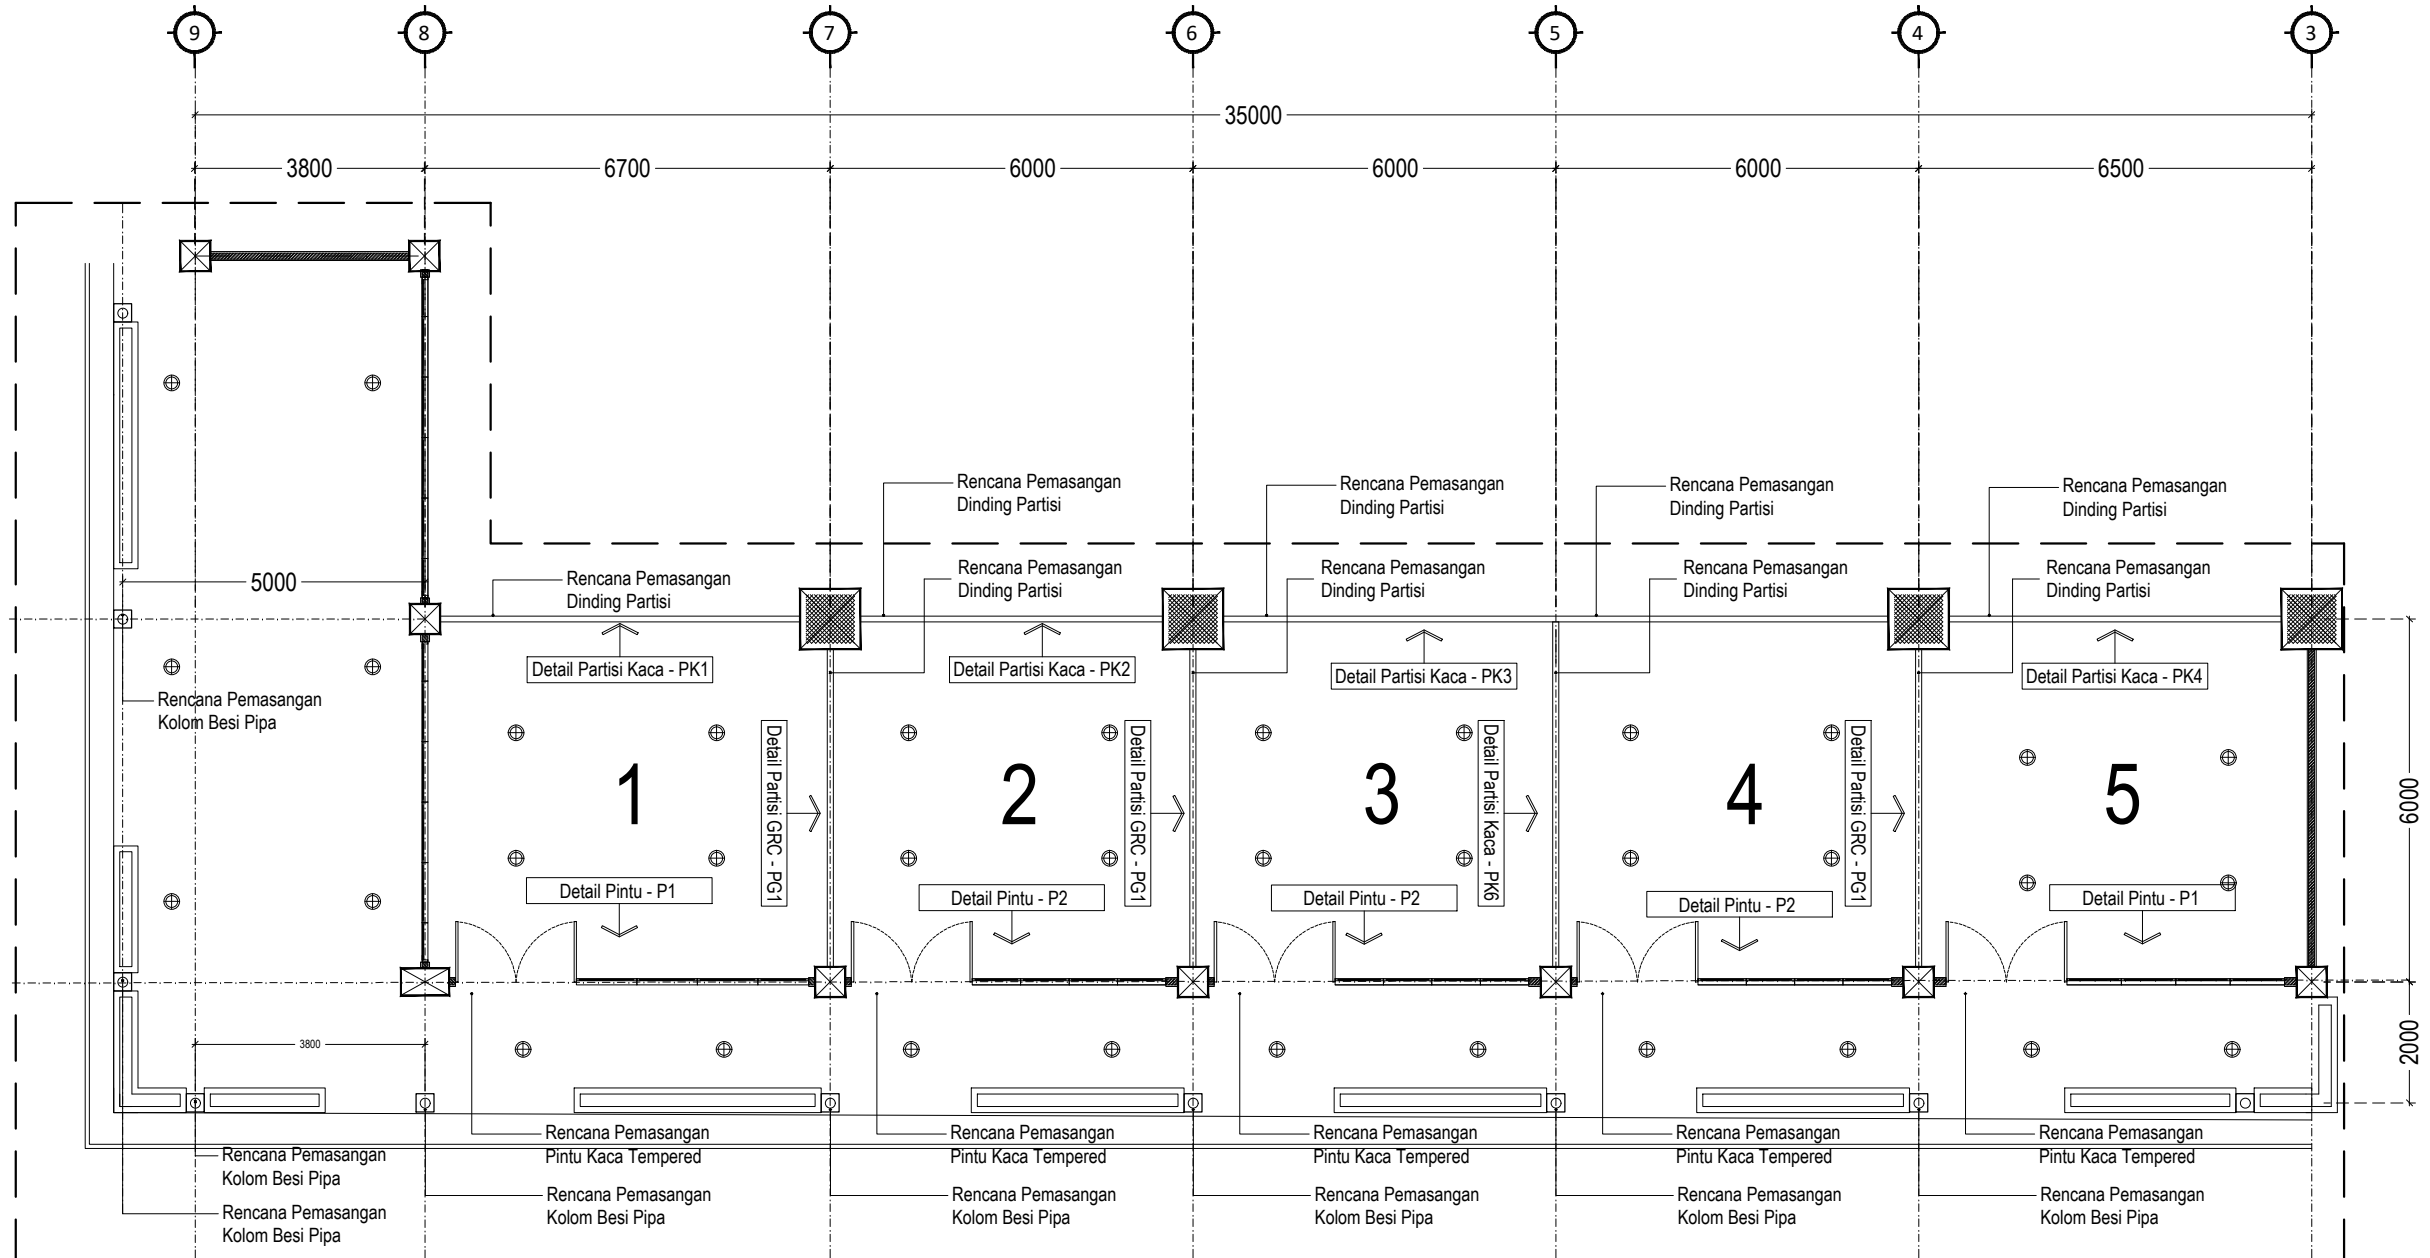 9
8
7
6
5
4
3
35000
3800
6700
6000
6000
6000
6500
Rencana Pemasangan
Dinding Partisi
Rencana Pemasangan
Dinding Partisi
Rencana Pemasangan
Dinding Partisi
Rencana Pemasangan
Dinding Partisi
5000
Rencana Pemasangan
Dinding Partisi
Rencana Pemasangan
Dinding Partisi
Rencana Pemasangan
Dinding Partisi
Rencana Pemasangan
Dinding Partisi
Rencana Pemasangan
Dinding Partisi
Detail Partisi Kaca - PK1
Detail Partisi Kaca - PK2
Detail Partisi Kaca - PK3
Detail Partisi Kaca - PK4
Rencana Pemasangan
Kolom Besi Pipa
1
Detail Partisi GRC - PG1
2
Detail Partisi GRC - PG1
3
Detail Partisi Kaca - PK6
4
Detail Partisi GRC - PG1
5
6000
Detail Pintu - P1
Detail Pintu - P2
Detail Pintu - P2
Detail Pintu - P2
Detail Pintu - P1
3800
2000
Rencana Pemasangan
Pintu Kaca Tempered
Rencana Pemasangan
Pintu Kaca Tempered
Rencana Pemasangan
Pintu Kaca Tempered
Rencana Pemasangan
Pintu Kaca Tempered
Rencana Pemasangan
Pintu Kaca Tempered
Rencana Pemasangan
Kolom Besi Pipa
Rencana Pemasangan
Kolom Besi Pipa
Rencana Pemasangan
Kolom Besi Pipa
Rencana Pemasangan
Kolom Besi Pipa
Rencana Pemasangan
Kolom Besi Pipa
Rencana Pemasangan
Kolom Besi Pipa
Rencana Pemasangan
Kolom Besi Pipa